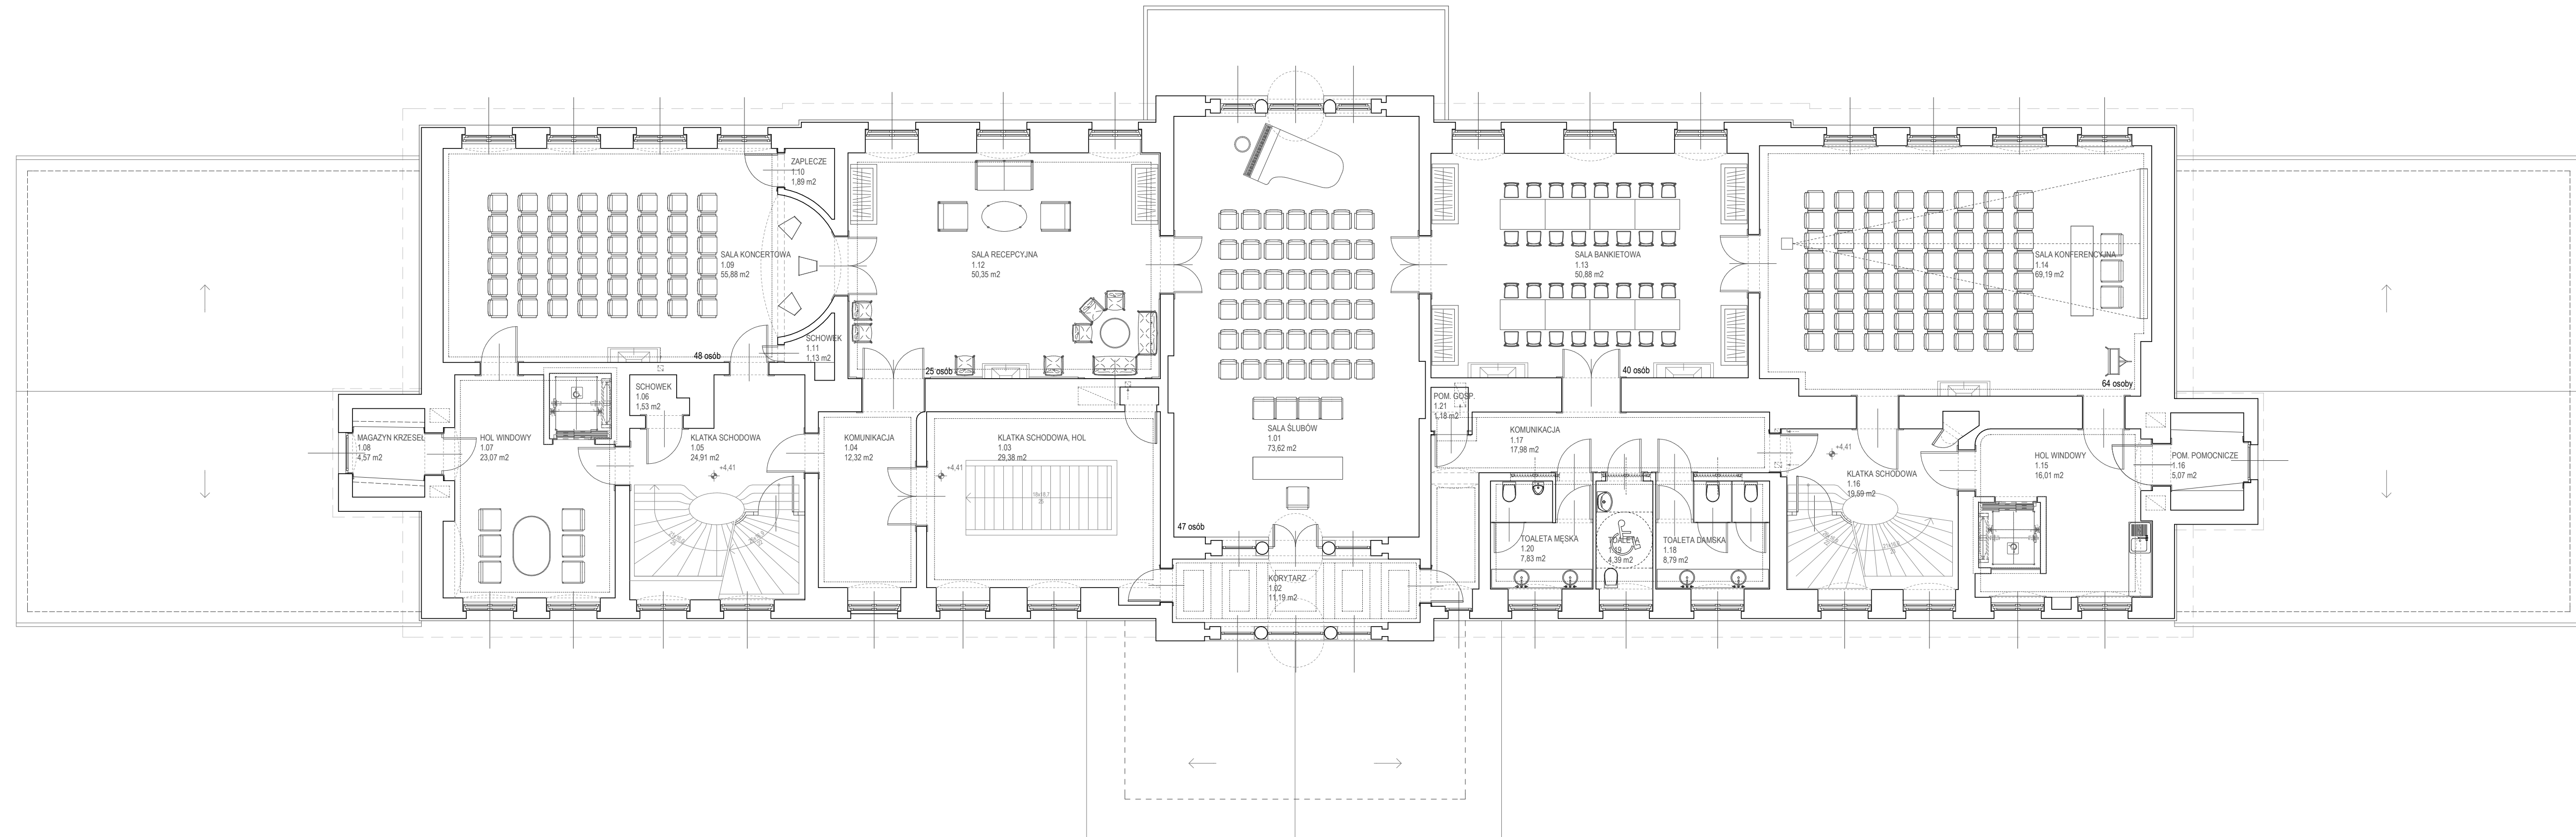 ZAPLECZE
1.10
1,89 m2
SALA KONCERTOWA
1.09
55,88 m2
SALA RECEPCYJNA
1.12
50,35 m2
SALA BANKIETOWA
1.13
50,88 m2
SALA KONFERENCYJNA
1.14
69,19 m2
SCHOWEK
1.11
1,13 m2
48 osób
25 osób
40 osób
64 osoby
SCHOWEK
1.06
1,53 m2
POM. GOSP.
1.21
1,18 m2
MAGAZYN KRZESEŁ
1.08
4,57 m2
HOL WINDOWY
1.07
23,07 m2
KLATKA SCHODOWA
1.05
24,91 m2
+4,41
KOMUNIKACJA
1.04
12,32 m2
KLATKA SCHODOWA, HOL
1.03
29,38 m2
+4,41
SALA ŚLUBÓW
1.01
73,62 m2
47 osób
KOMUNIKACJA
1.17
17,98 m2
+4,41
KLATKA SCHODOWA
1.16
19,59 m2
HOL WINDOWY
1.15
16,01 m2
POM. POMOCNICZE
1.16
5,07 m2
TOALETA MĘSKA
1.20
7,83 m2
TOALETA
1.19
4,39 m2
TOALETA DAMSKA
1.18
8,79 m2
KORYTARZ
1.02
11,19 m2